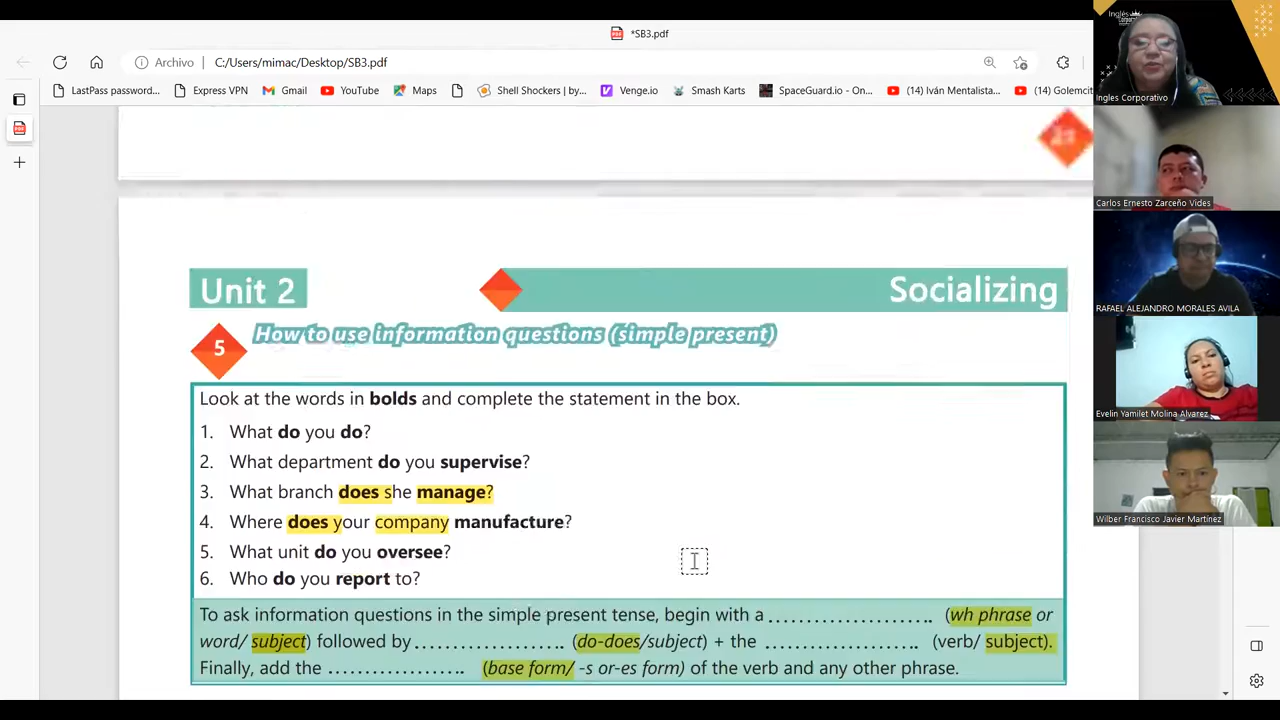 *SB3.pdf
Archivo
C:/Users/mimac/Desktop/SB3.pdf
LastPass password...
Express VPN
Gmail
YouTube
Maps
Shell Shockers | by...
Venge.io
Smash Karts
SpaceGuard.io - On...
(14) Iván Mentalista...
(14) Golemcit
Unit 2
Socializing
5
How to use information questions (simple present)
Look at the words in bolds and complete the statement in the box.
1. What do you do?
2. What department do you supervise?
3. What branch does she manage?
4. Where does your company manufacture?
5. What unit do you oversee?
6. Who do you report to?
To ask information questions in the simple present tense, begin with a ...................... (wh phrase or
word/ subject) followed by .................... (do-does/subject) + the .................... (verb/ subject).
Finally, add the .................. (base form/ -s or-es form) of the verb and any other phrase.
Inglés
Corporativo
Ingles Corporativo
Carlos Ernesto Zarceño Vides
RAFAEL ALEJANDRO MORALES AVILA
Evelin Yamilet Molina Alvarez
Wilber Francisco Javier Martínez